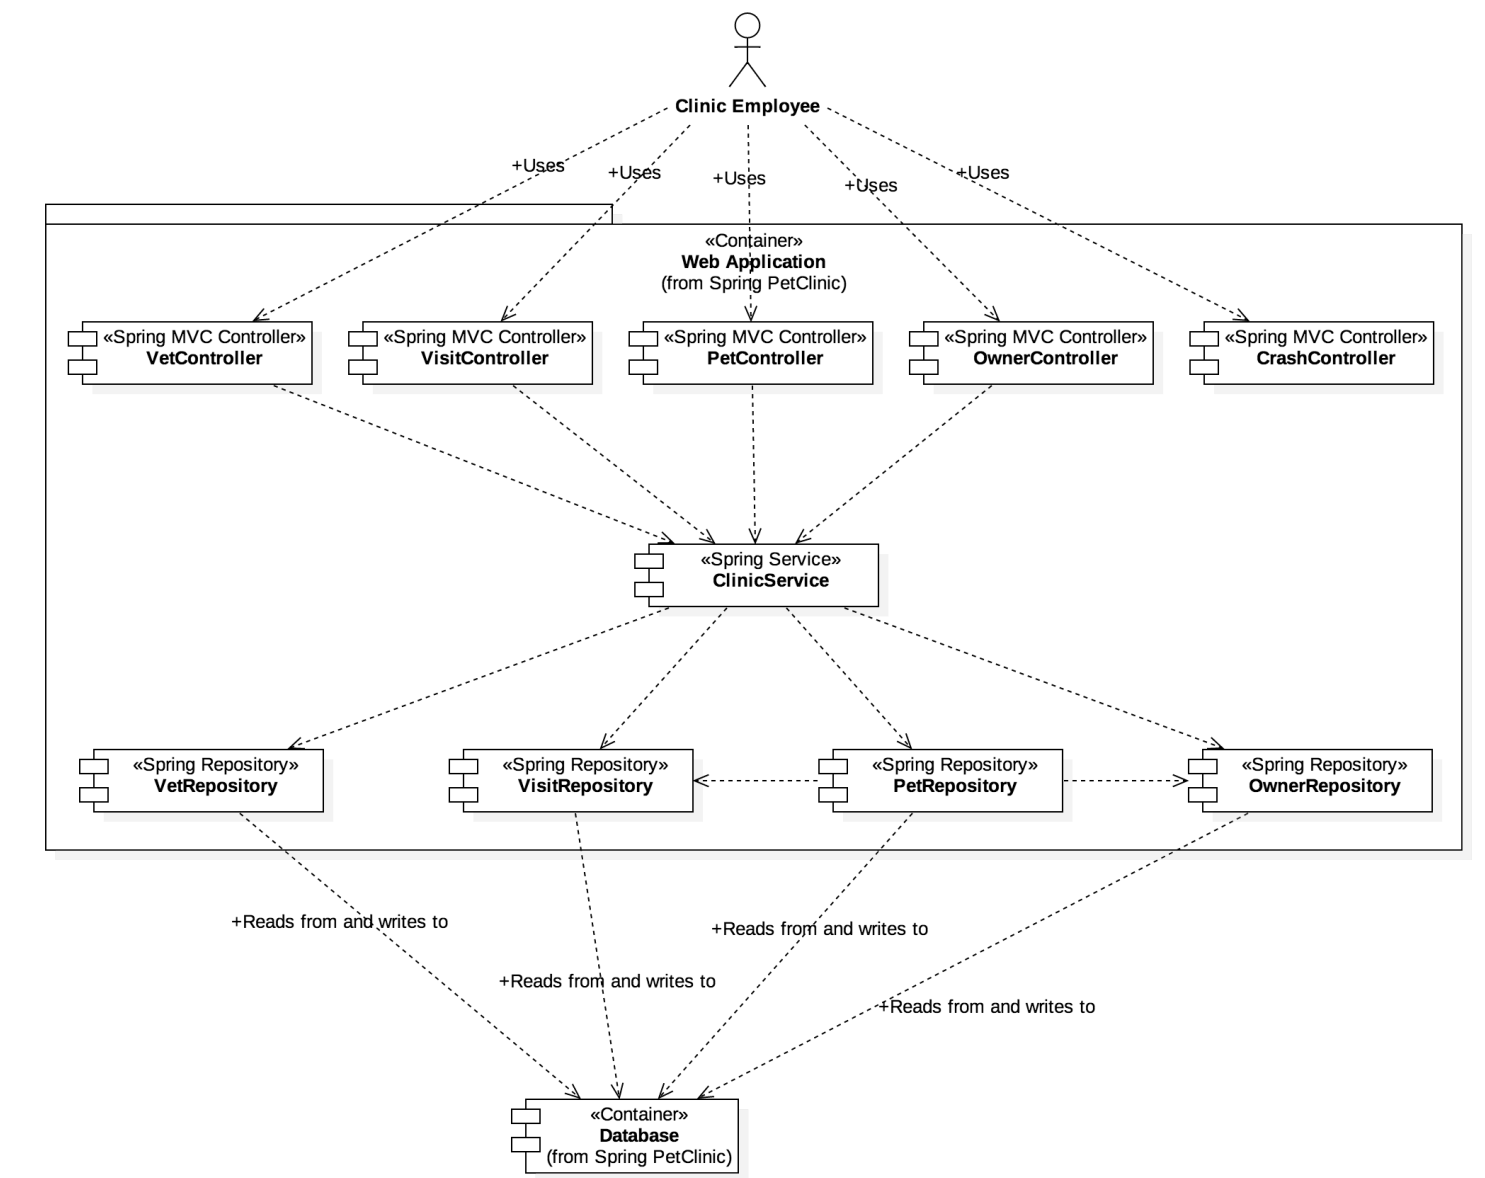 Clinic Employee
+Uses
+Uses
+Uses
+Uses
+Uses
«Container»
Web Application
(from Spring PetClinic)
«Spring MVC Controller»
VetController
«Spring MVC Controller»
VisitController
«Spring MVC Controller»
PetController
«Spring MVC Controller»
OwnerController
«Spring MVC Controller»
CrashController
«Spring Service»
ClinicService
«Spring Repository»
VetRepository
«Spring Repository»
VisitRepository
«Spring Repository»
PetRepository
«Spring Repository»
OwnerRepository
+Reads from and writes to
+Reads from and writes to
+Reads from and writes to
+Reads from and writes to
«Container»
Database
(from Spring PetClinic)